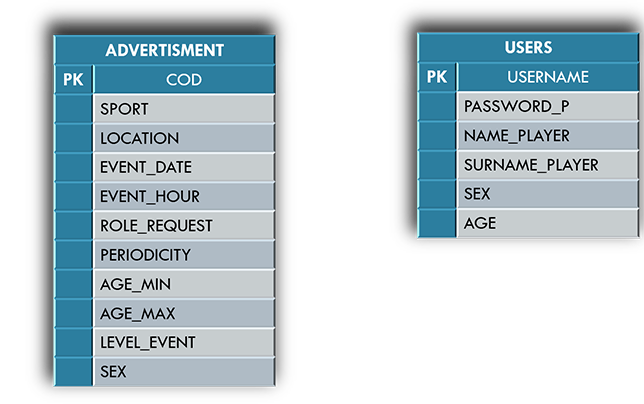 ADVERTISMENT
PK COD
SPORT
LOCATION
EVENT_DATE
EVENT_HOUR
ROLE_REQUEST
PERIODICITY
AGE_MIN
AGE_MAX
LEVEL_EVENT
SEX
USERS
PK USERNAME
PASSWORD_P
NAME_PLAYER
SURNAME_PLAYER
SEX
AGE